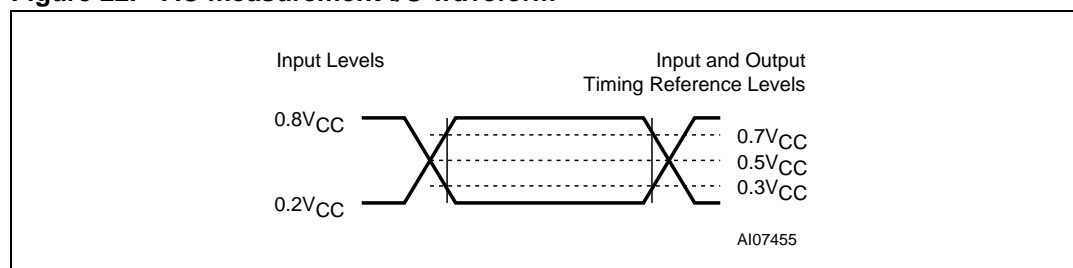 Figure 22. AC measurement I/O waveform
Input Levels
Input and Output
Timing Reference Levels
0.8VCC
0.7VCC
0.5VCC
0.3VCC
0.2VCC
AI07455